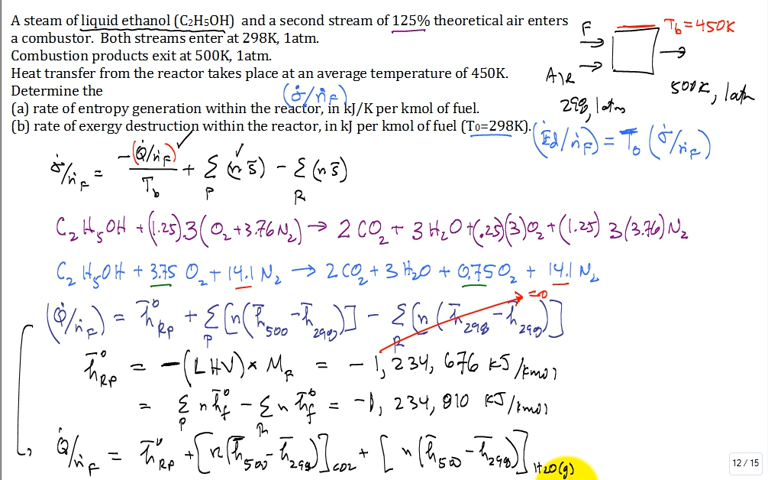 A steam of liquid ethanol (C2H5OH) and a second stream of 125% theoretical air enters
a combustor. Both streams enter at 298K, 1atm.
Combustion products exit at 500K, 1atm.
Heat transfer from the reactor takes place at an average temperature of 450K.
Determine the (σ̇/ṅF)
(a) rate of entropy generation within the reactor, in kJ/K per kmol of fuel.
(b) rate of exergy destruction within the reactor, in kJ per kmol of fuel (T0=298K). (Ėd/ṅF) = T0 (σ̇/ṅF)
F
Tb=450K
AIR
298, 1atm
500K, 1atm
σ̇/ṅF = -(Q̇/ṅF)/Tb + Σ_P (n s̄) - Σ_R (n s̄)
C2H5OH + (1.25)3(O2+3.76N2) → 2CO2 + 3H2O + (.25)(3)O2 + (1.25) 3(3.76)N2
C2H5OH + 3.75 O2 + 14.1 N2 → 2CO2 + 3H2O + 0.75O2 + 14.1 N2
(Q̇/ṅF) = h̄°RP + Σ_P [n(h̄500 - h̄298)] - Σ_R [n(h̄298 - h̄298)] =0
h̄°RP = -(LHV) × MF = -1,234,676 kJ/kmol
= Σ_P n h̄°f - Σ_R n h̄°f = -1,234,810 kJ/kmol
Q̇/ṅF = h̄°RP + [n(h̄500 - h̄298)]CO2 + [n(h̄500 - h̄298)]H2O(g)
12 / 15